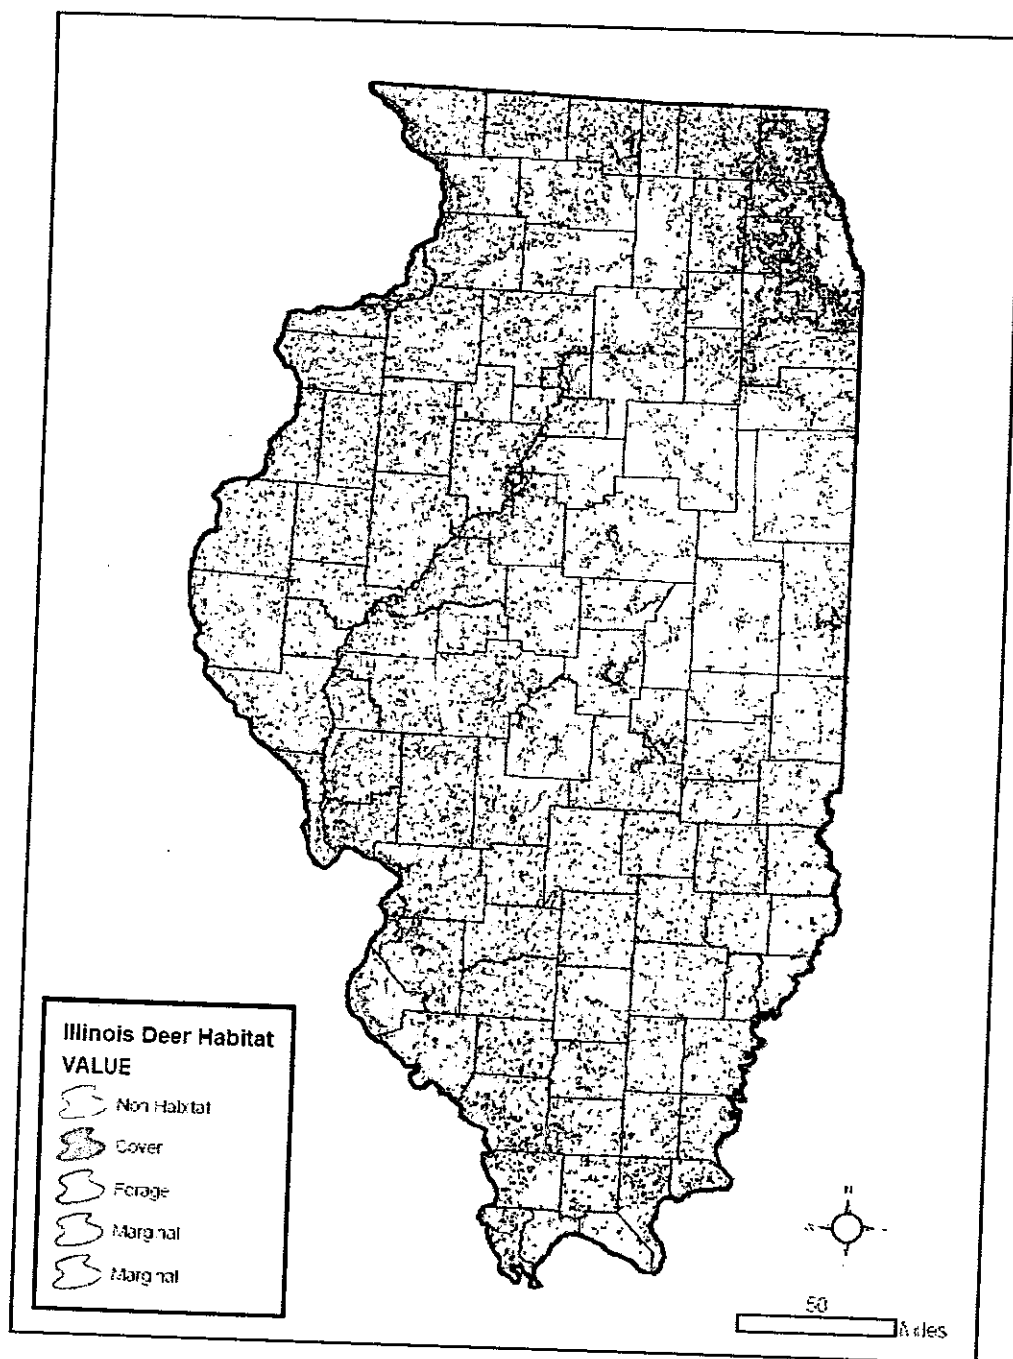 Illinois Deer Habitat
VALUE
Non Habitat
Cover
Forage
Marginal
Marginal
N
50
Miles